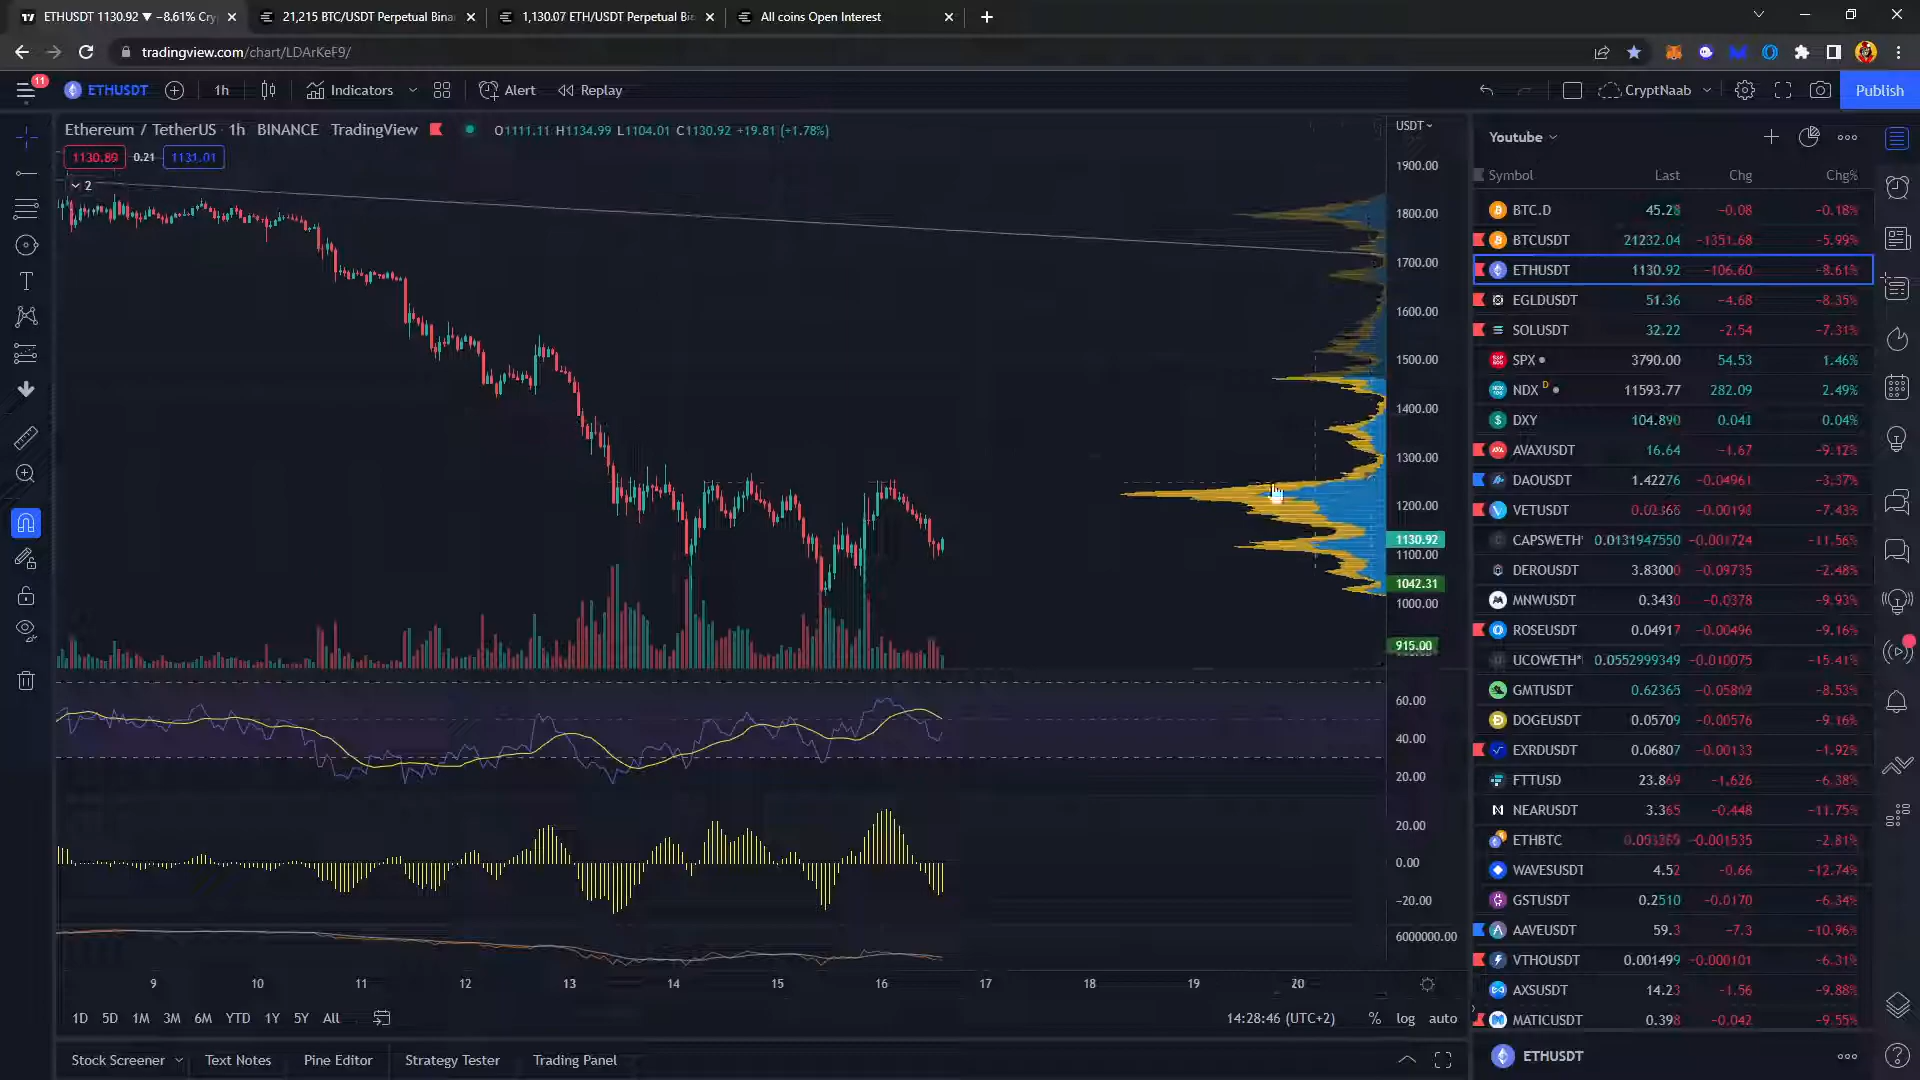 ETHUSDT 1130.92 ▼ −8.61% Cry
21,215 BTC/USDT Perpetual Bina
1,130.07 ETH/USDT Perpetual Bi
All coins Open Interest
tradingview.com/chart/LDArKeF9/
11
ETHUSDT
1h
Indicators
Alert
Replay
CryptNaab
Publish
Ethereum / TetherUS · 1h BINANCE TradingView
O1111.11 H1134.99 L1104.01 C1130.92 +19.81 (+1.78%)
1130.89 0.21 1131.01
2
USDT
1900.00
1800.00
1700.00
1600.00
1500.00
1400.00
1300.00
1200.00
1130.92
1100.00
1042.31
1000.00
915.00
60.00
40.00
20.00
20.00
0.00
−20.00
6000000.00
9 10 11 12 13 14 15 16 17 18 19 20
1D 5D 1M 3M 6M YTD 1Y 5Y All
14:28:46 (UTC+2) % log auto
Stock Screener Text Notes Pine Editor Strategy Tester Trading Panel
Youtube
Symbol Last Chg Chg%
BTC.D 45.28 −0.08 −0.18%
BTCUSDT 21232.04 −1351.68 −5.99%
ETHUSDT 1130.92 −106.60 −8.61%
EGLDUSDT 51.36 −4.68 −8.35%
SOLUSDT 32.22 −2.54 −7.31%
SPX 3790.00 54.53 1.46%
NDX D 11593.77 282.09 2.49%
DXY 104.890 0.041 0.04%
AVAXUSDT 16.64 −1.67 −9.12%
DAOUSDT 1.42276 −0.04961 −3.37%
VETUSDT −0.00198 −7.43%
CAPSWETH 0.0131947550 −0.001724 −11.56%
DEROUSDT 3.83000 −0.09735 −2.48%
MNWUSDT 0.3430 −0.0378 −9.93%
ROSEUSDT 0.04917 −0.00496 −9.16%
UCOWETH* 0.0552999349 −0.010075 −15.41%
GMTUSDT 0.62365 −8.53%
DOGEUSDT 0.05709 −0.00576 −9.16%
EXRDUSDT 0.06807 −0.00133 −1.92%
FTTUSD 23.869 −1.626 −6.38%
NEARUSDT 3.365 −0.448 −11.75%
ETHBTC −0.001535 −2.81%
WAVESUSDT 4.52 −0.66 −12.74%
GSTUSDT 0.2510 −0.0170 −6.34%
AAVEUSDT 59.3 −7.3 −10.96%
VTHOUSDT 0.001499 −0.000101 −6.31%
AXSUSDT 14.23 −1.56 −9.88%
MATICUSDT 0.398 −0.042 −9.55%
ETHUSDT